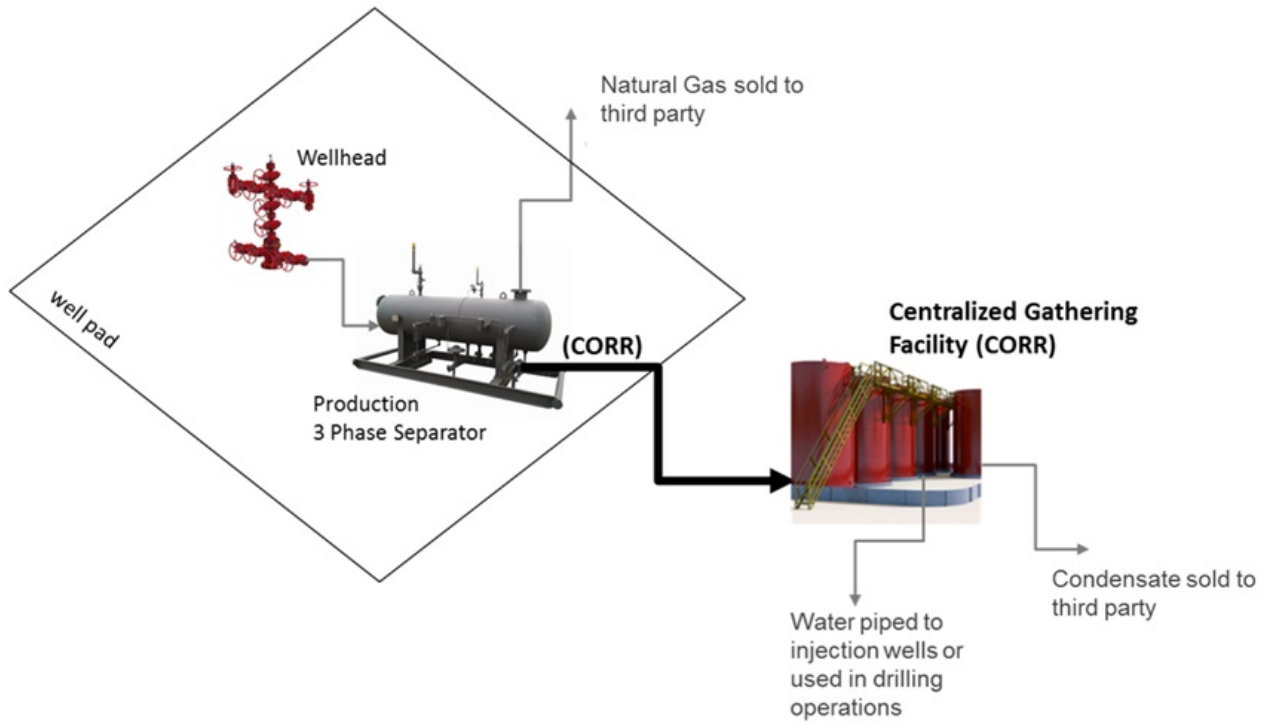 Natural Gas sold to
third party
Wellhead
well pad
(CORR)
Production
3 Phase Separator
Centralized Gathering
Facility (CORR)
Condensate sold to
third party
Water piped to
injection wells or
used in drilling
operations